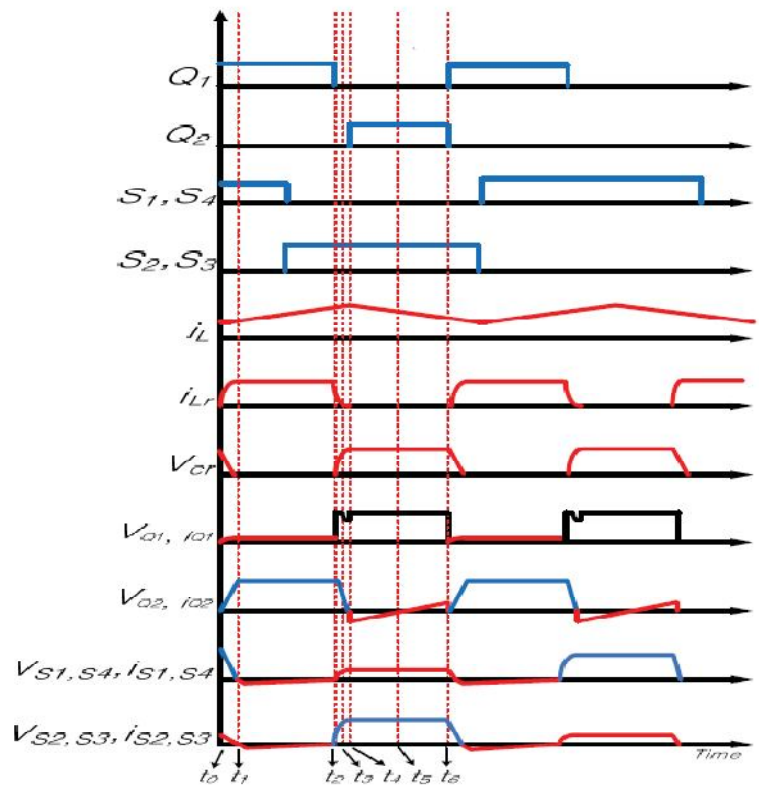 Q1
Q2
S1, S4
S2, S3
iL
iLr
Vcr
VQ1, iQ1
VQ2, iQ2
VS1,S4, iS1,S4
VS2,S3, iS2,S3
Time
t0 t1 t2 t3 t4 t5 t6